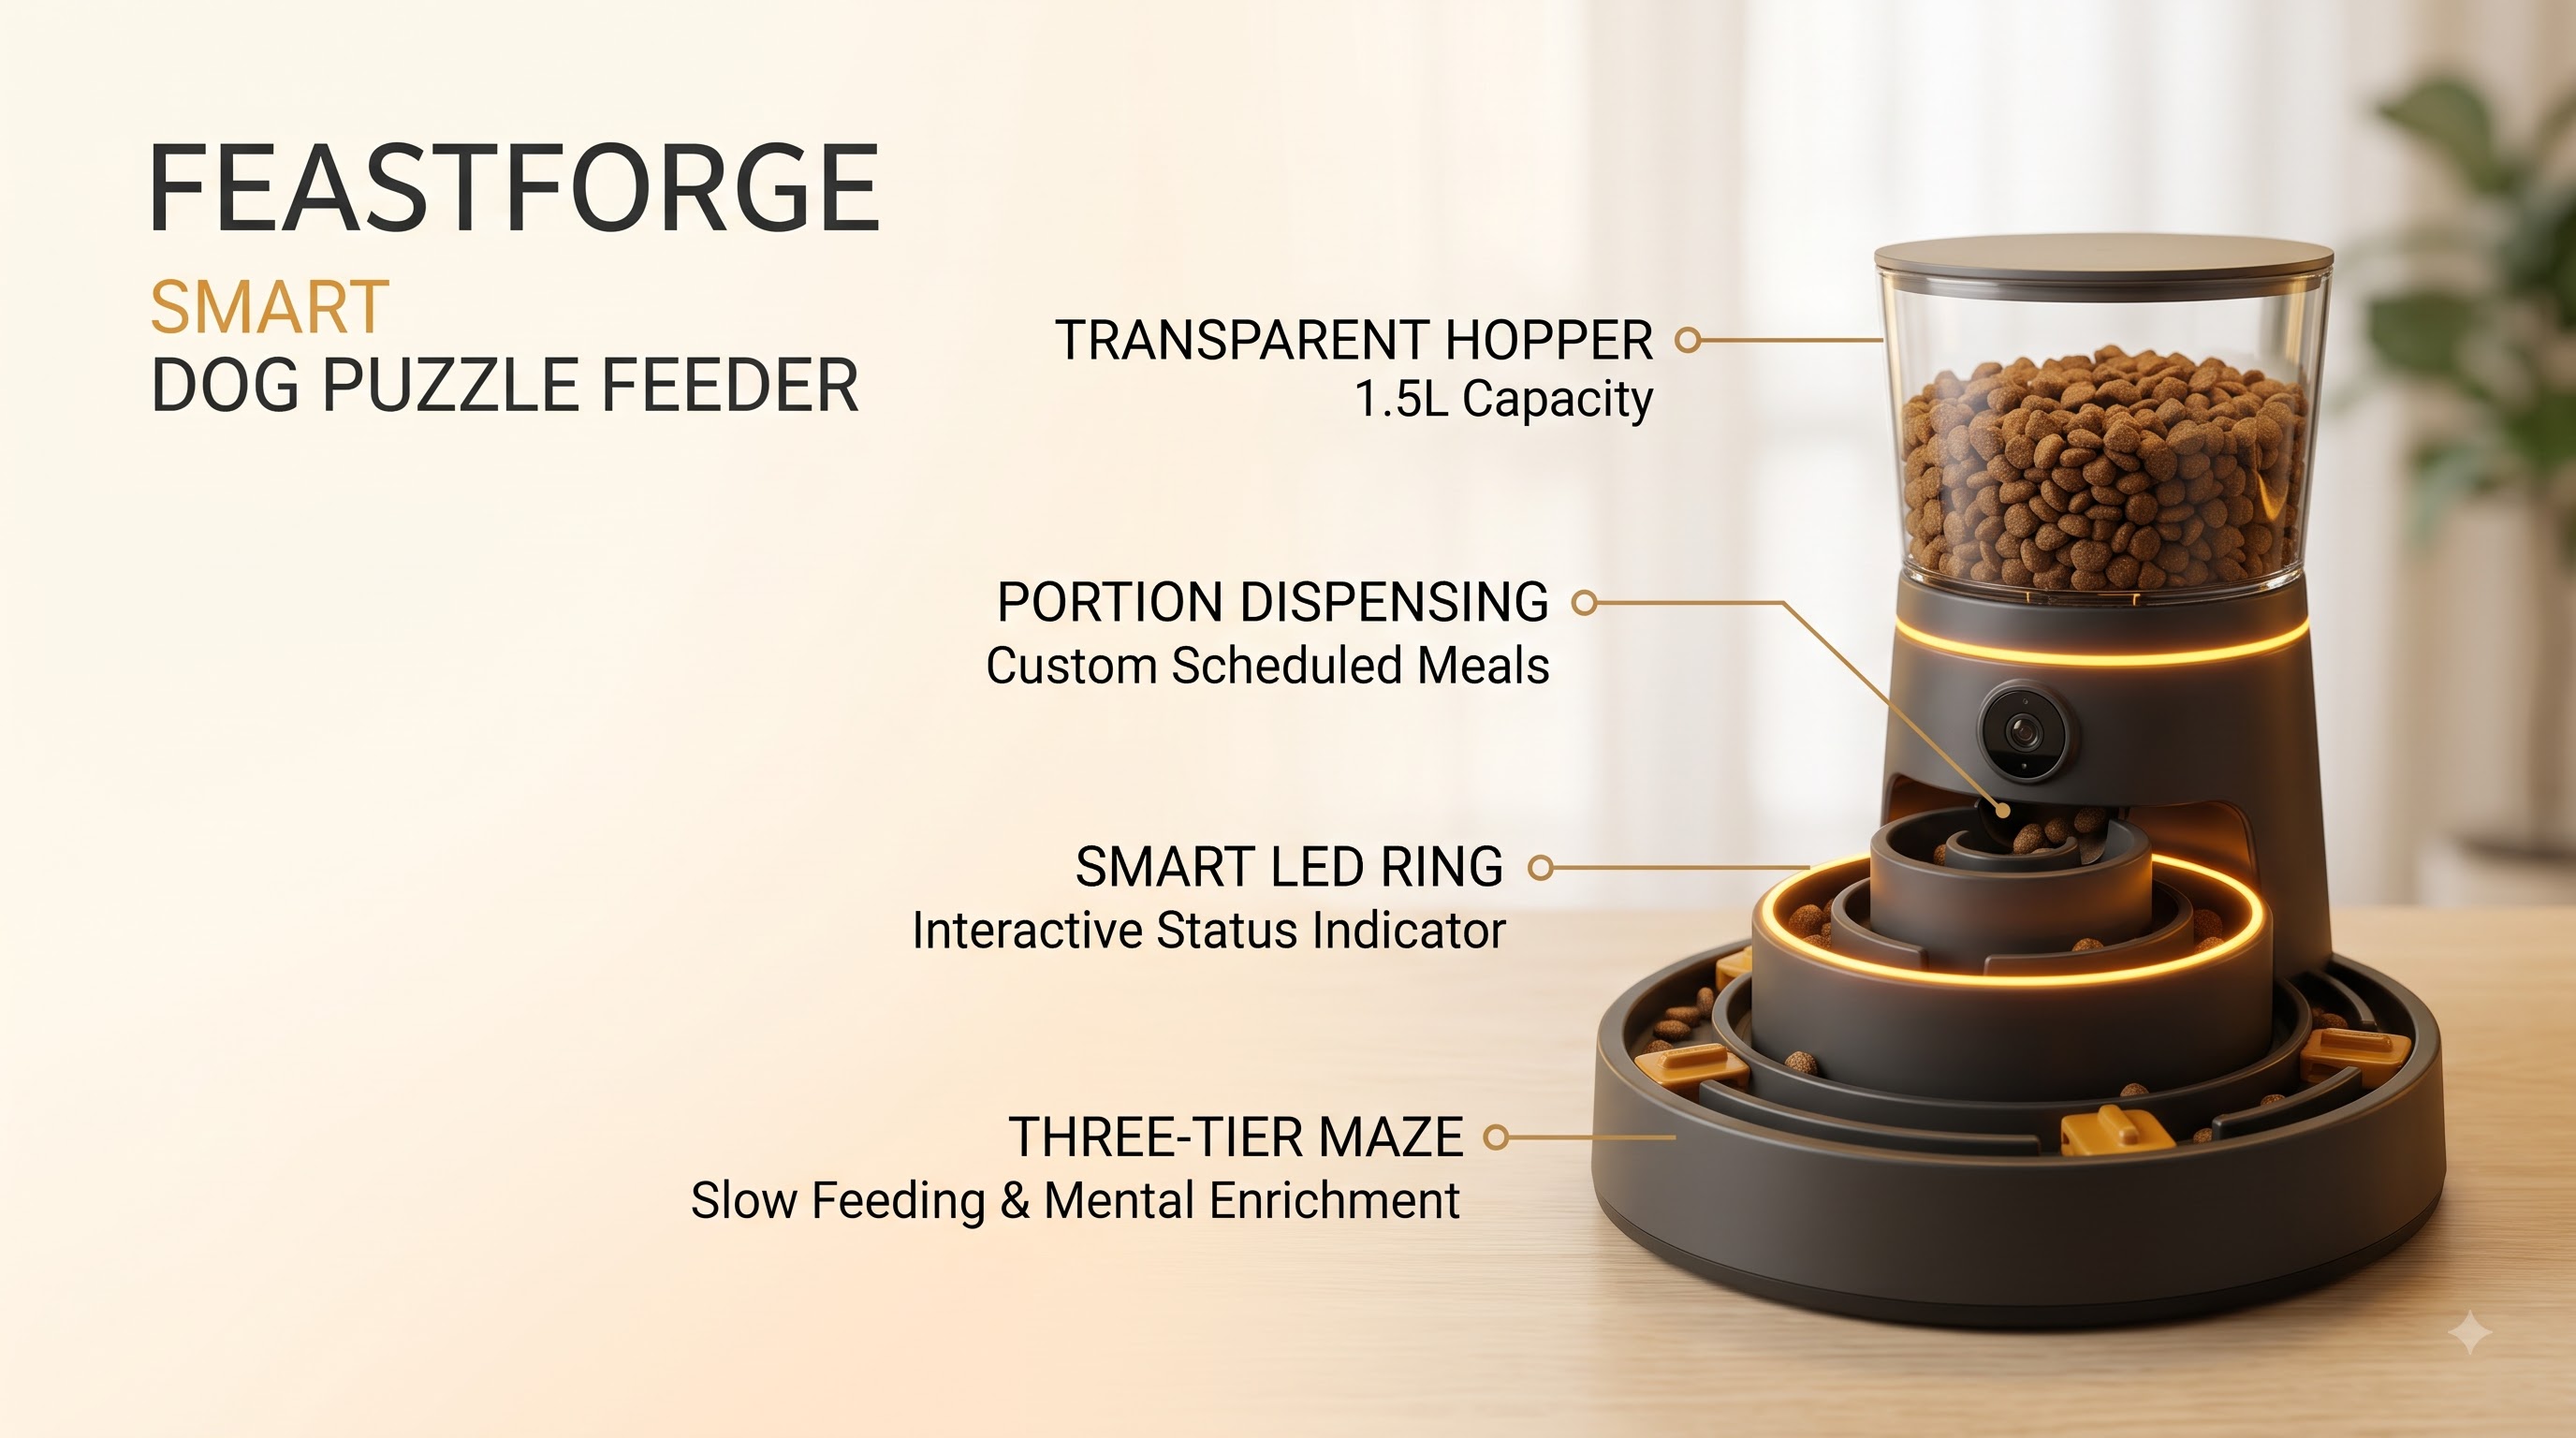 FEASTFORGE
SMART
DOG PUZZLE FEEDER
TRANSPARENT HOPPER
1.5L Capacity
PORTION DISPENSING
Custom Scheduled Meals
SMART LED RING
Interactive Status Indicator
THREE-TIER MAZE
Slow Feeding & Mental Enrichment